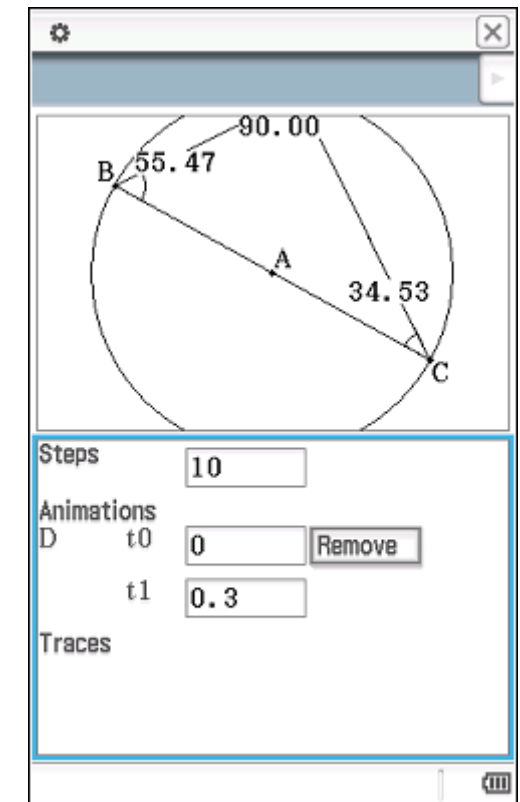 90.00
B 55.47
A
34.53
C
Steps 10
Animations
D t0 0 Remove
t1 0.3
Traces